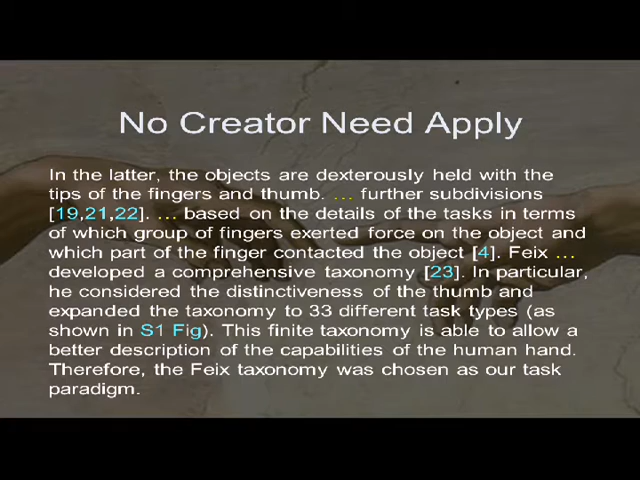 No Creator Need Apply
In the latter, the objects are dexterously held with the
tips of the fingers and thumb. ... further subdivisions
[19,21,22]. ... based on the details of the tasks in terms
of which group of fingers exerted force on the object and
which part of the finger contacted the object [4]. Feix ...
developed a comprehensive taxonomy [23]. In particular,
he considered the distinctiveness of the thumb and
expanded the taxonomy to 33 different task types (as
shown in S1 Fig). This finite taxonomy is able to allow a
better description of the capabilities of the human hand.
Therefore, the Feix taxonomy was chosen as our task
paradigm.